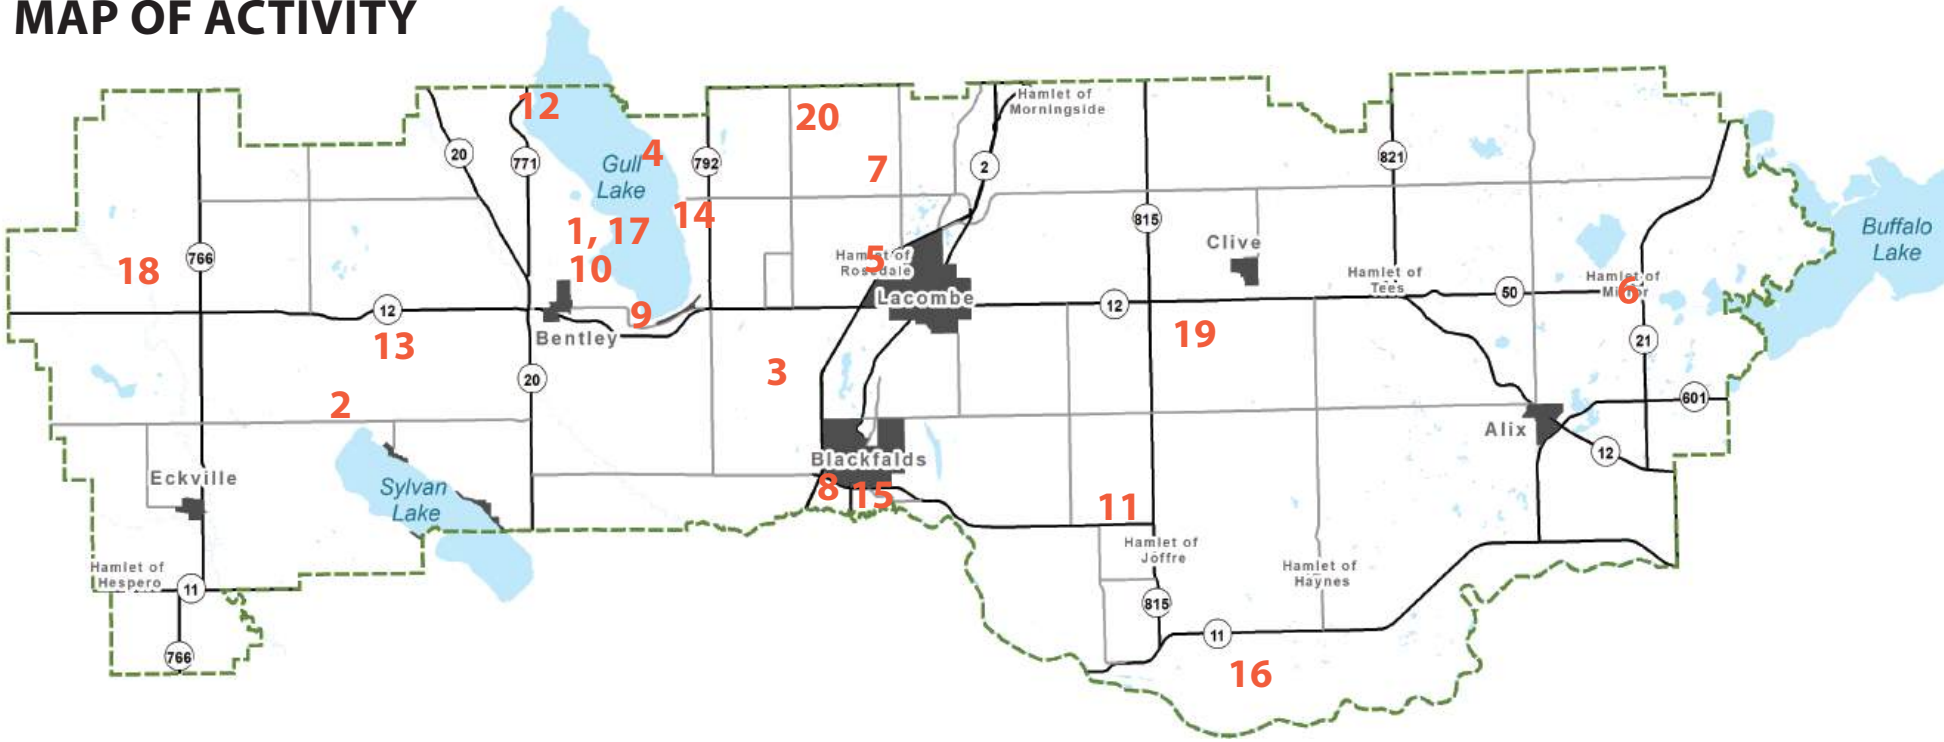 MAP OF ACTIVITY
Hamlet of
Morningside
12
20
20
771
Gull
Lake
4
792
7
2
821
815
1, 17
14
10
Clive
Buffalo
Lake
18
766
Hamlet of
Rosedale
5
Lacombe
Hamlet of
Tees
50
Hamlet of
Mirror
6
12
9
12
Bentley
13
19
21
3
20
2
601
Alix
12
Blackfalds
Eckville
8
15
Sylvan
Lake
11
Hamlet of
Joffre
Hamlet of
Haynes
Hamlet of
Hespero
11
815
11
766
16